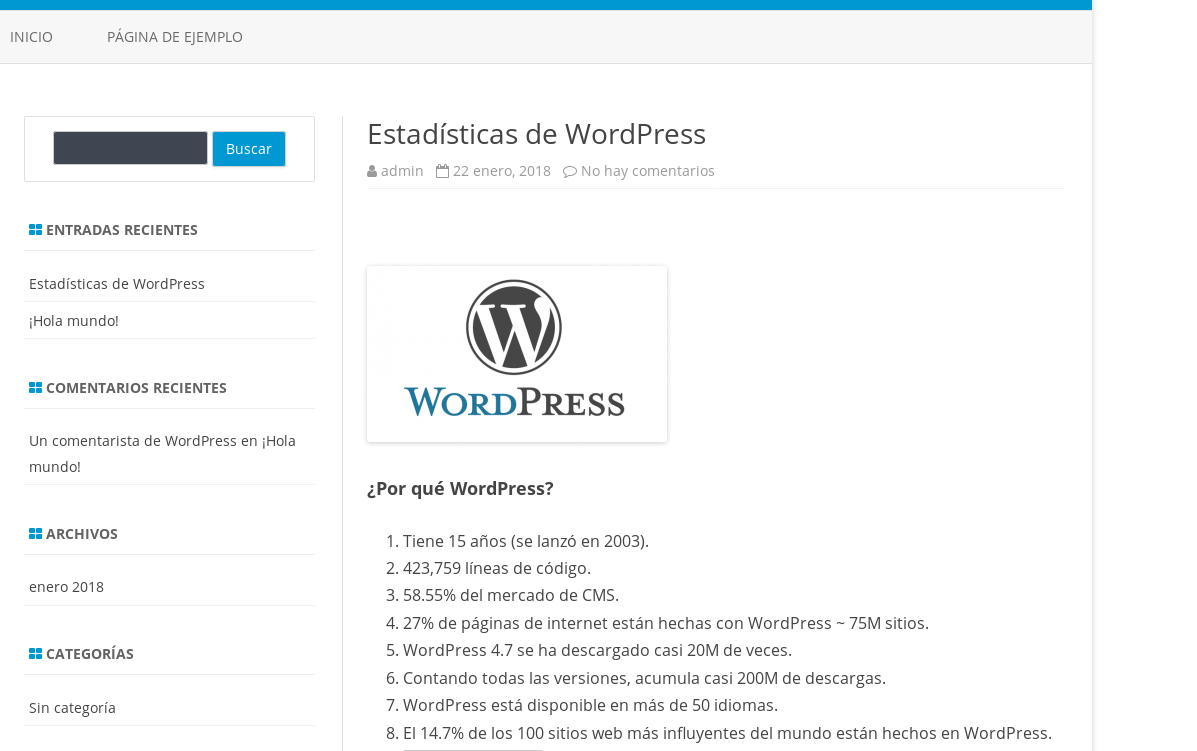 INICIO
PÁGINA DE EJEMPLO
Buscar
ENTRADAS RECIENTES
Estadísticas de WordPress
¡Hola mundo!
COMENTARIOS RECIENTES
Un comentarista de WordPress en ¡Hola
mundo!
ARCHIVOS
enero 2018
CATEGORÍAS
Sin categoría
Estadísticas de WordPress
admin 22 enero, 2018 No hay comentarios
W
WORDPRESS
¿Por qué WordPress?
1. Tiene 15 años (se lanzó en 2003).
2. 423,759 líneas de código.
3. 58.55% del mercado de CMS.
4. 27% de páginas de internet están hechas con WordPress ~ 75M sitios.
5. WordPress 4.7 se ha descargado casi 20M de veces.
6. Contando todas las versiones, acumula casi 200M de descargas.
7. WordPress está disponible en más de 50 idiomas.
8. El 14.7% de los 100 sitios web más influyentes del mundo están hechos en WordPress.